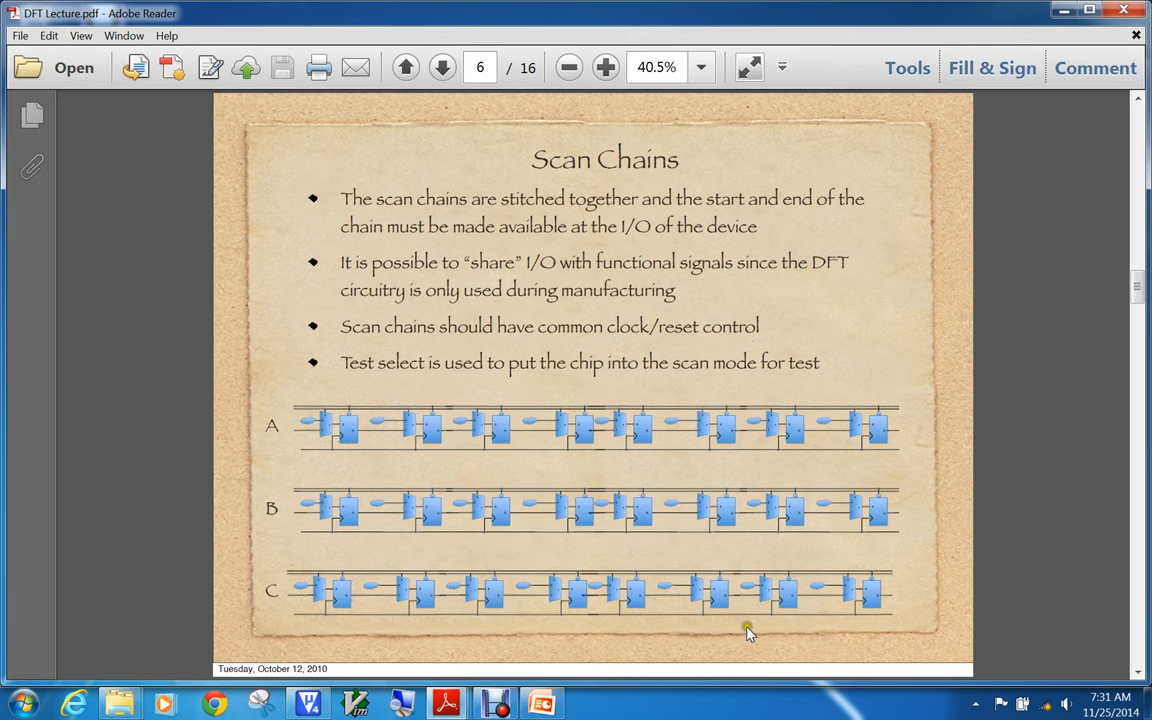 DFT Lecture.pdf - Adobe Reader
File Edit View Window Help
Open 6 / 16 40.5% Tools Fill & Sign Comment
Scan Chains
The scan chains are stitched together and the start and end of the
chain must be made available at the I/O of the device
It is possible to “share” I/O with functional signals since the DFT
circuitry is only used during manufacturing
Scan chains should have common clock/reset control
Test select is used to put the chip into the scan mode for test
A
B
C
Tuesday, October 12, 2010
7:31 AM
11/25/2014